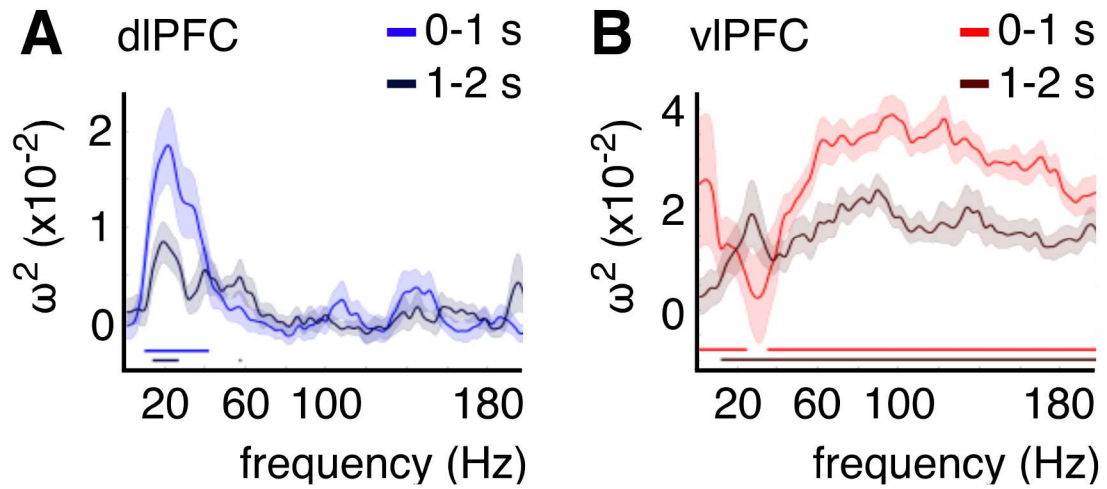 A dlPFC
0-1 s
1-2 s
ω² (x10⁻²)
2
1
0
20 60 100 180
frequency (Hz)
B vlPFC
0-1 s
1-2 s
ω² (x10⁻²)
4
2
0
20 60 100 180
frequency (Hz)